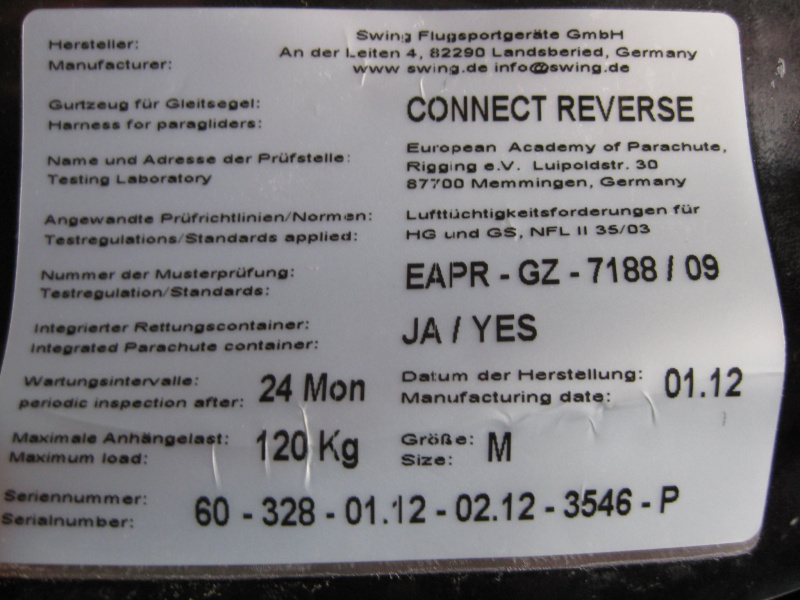 Hersteller: Swing Flugsportgeräte GmbH
Manufacturer: An der Leiten 4, 82290 Landsberied, Germany
www swing.de info@swing.de
Gurtzeug für Gleitsegel: CONNECT REVERSE
Harness for paragliders:
Name und Adresse der Prüfstelle: European Academy of Parachute,
Testing Laboratory Rigging e.V. Luipoldstr. 30
87700 Memmingen, Germany
Angewandte Prüfrichtlinien/Normen: Lufttüchtigkeitsforderungen für
Testregulations/Standards applied: HG und GS, NFL II 35/03
Nummer der Musterprüfung: EAPR - GZ - 7188 / 09
Testregulation/Standards:
Integrierter Rettungscontainer: JA / YES
Integrated Parachute container:
Wartungsintervalle: 24 Mon Datum der Herstellung: 01.12
periodic inspection after: Manufacturing date:
Maximale Anhängelast: 120 Kg Größe: M
Maximum load: Size:
Seriennummer: 60 - 328 - 01.12 - 02.12 - 3546 - P
Serialnumber: